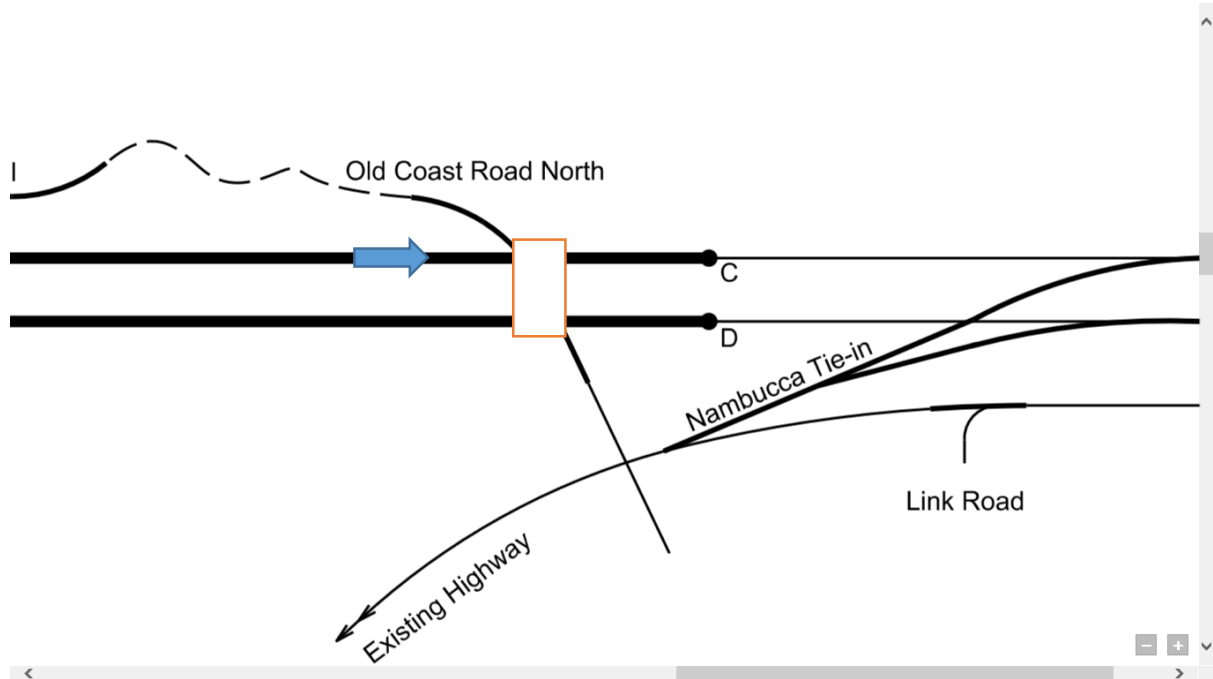 l
Old Coast Road North
C
D
Nambucca Tie-in
Link Road
Existing Highway